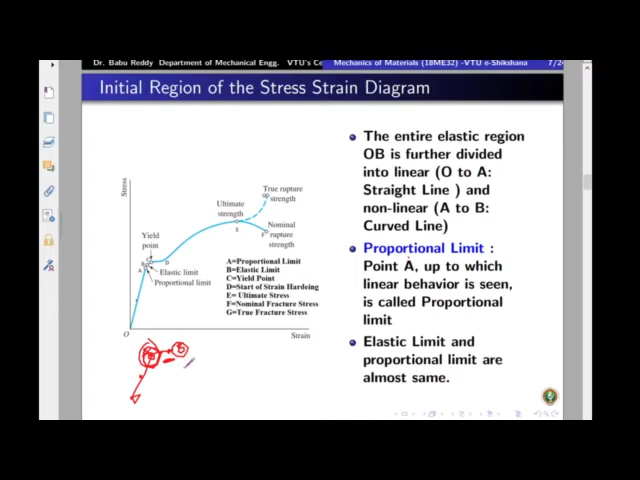 Dr. Babu Reddy Department of Mechanical Engg. VTU's Ce
Mechanics of Materials (18ME32) -VTU e-Shikshana
7/24
Initial Region of the Stress Strain Diagram
The entire elastic region
OB is further divided
into linear (O to A:
Straight Line ) and
non-linear (A to B:
Curved Line)
Proportional Limit :
Point A, up to which
linear behavior is seen,
is called Proportional
limit
Elastic Limit and
proportional limit are
almost same.
Stress
True rupture
strength
Ultimate
strength
G
E
F
Nominal
rupture
strength
Yield
point
C
B
D
A
Elastic limit
Proportional limit
A=Proportional Limit
B=Elastic Limit
C=Yield Point
D=Start of Strain Hardeing
E= Ultimate Stress
F=Nominal Fracture Stress
G=True Fracture Stress
O
Strain